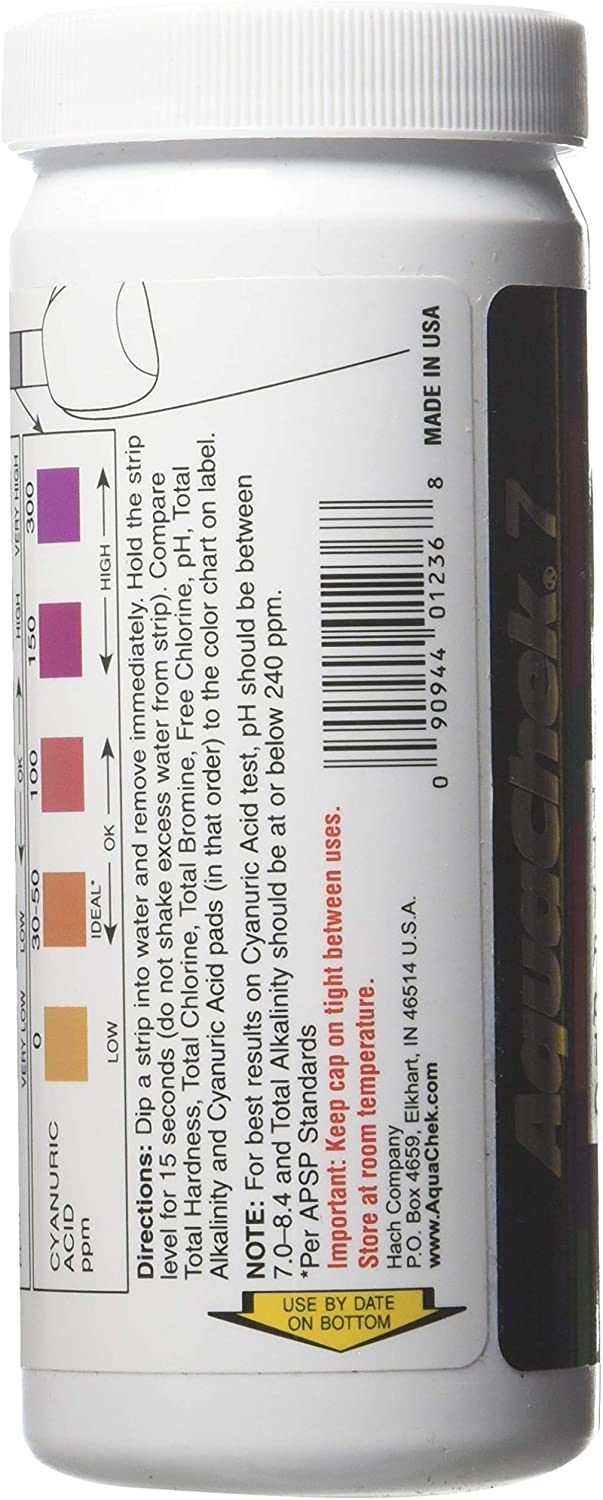 VERY LOW LOW OK HIGH VERY HIGH
CYANURIC
ACID
ppm
0 30-50 100 150 300
IDEAL*
LOW OK HIGH
Directions: Dip a strip into water and remove immediately. Hold the strip
level for 15 seconds (do not shake excess water from strip). Compare
Total Hardness, Total Chlorine, Total Bromine, Free Chlorine, pH, Total
Alkalinity and Cyanuric Acid pads (in that order) to the color chart on label.
NOTE: For best results on Cyanuric Acid test, pH should be between
7.0–8.4 and Total Alkalinity should be at or below 240 ppm.
*Per APSP Standards
Important: Keep cap on tight between uses.
Store at room temperature.
Hach Company
P.O. Box 4659, Elkhart, IN 46514 U.S.A.
www.AquaChek.com
0 90944 01236 8
MADE IN USA
USE BY DATE
ON BOTTOM
AquaChek® 7